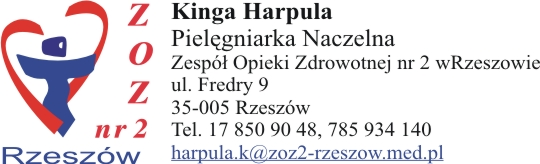 Z
O
Z
nr 2
Rzeszów
Kinga Harpula
Pielęgniarka Naczelna
Zespół Opieki Zdrowotnej nr 2 wRzeszowie
ul. Fredry 9
35-005 Rzeszów
Tel. 17 850 90 48, 785 934 140
harpula.k@zoz2-rzeszow.med.pl